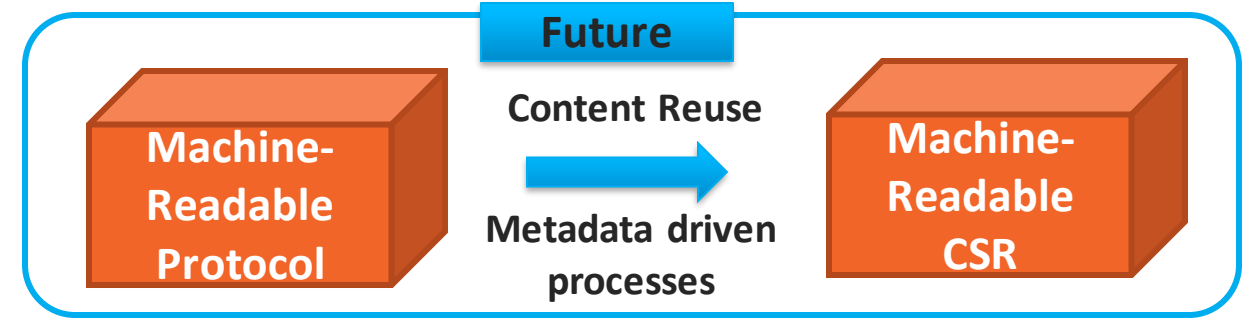 Future
Machine-
Readable
Protocol
Content Reuse
Metadata driven
processes
Machine-
Readable
CSR